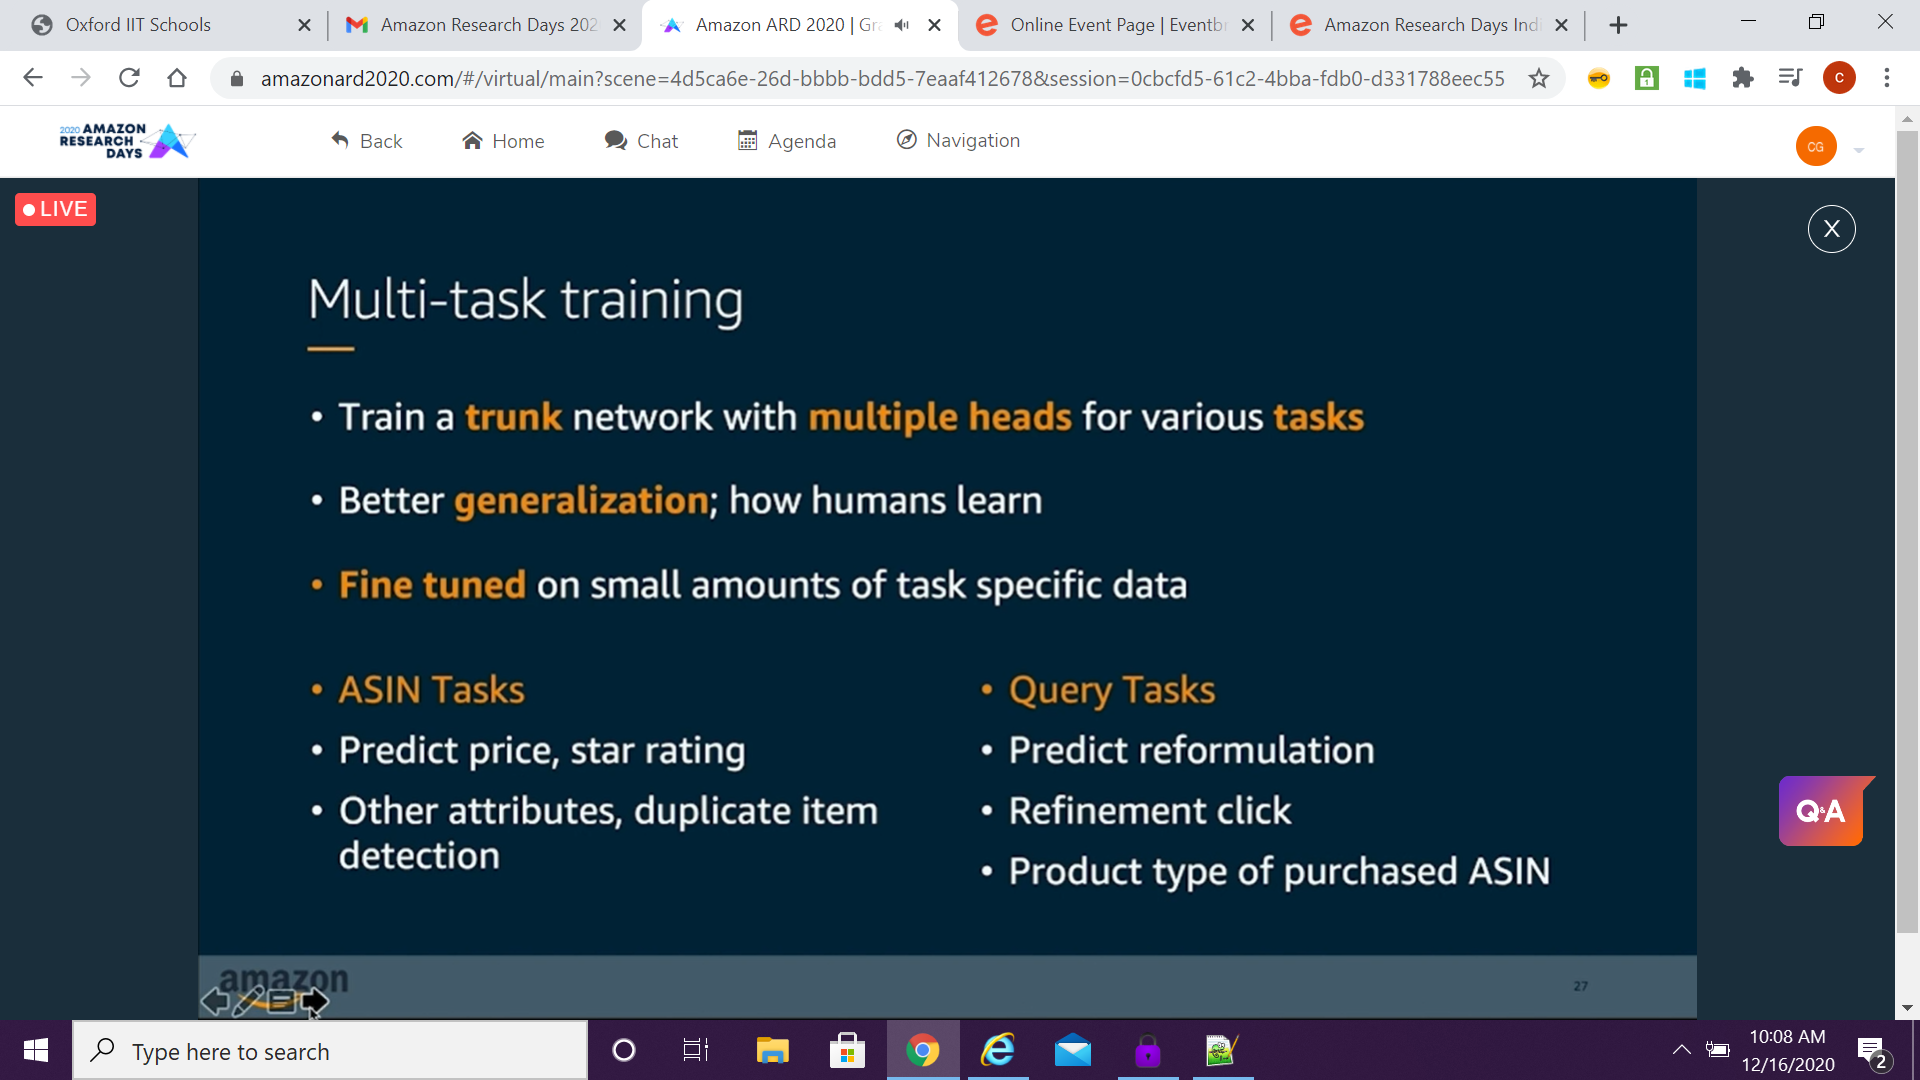 Oxford IIT Schools
Amazon Research Days 202
Amazon ARD 2020 | Gr
Online Event Page | Eventbr
Amazon Research Days Indi
amazonard2020.com/#/virtual/main?scene=4d5ca6e-26d-bbbb-bdd5-7eaaf412678&session=0cbcfd5-61c2-4bba-fdb0-d331788eec55
C
2020 AMAZON
RESEARCH
DAYS
Back
Home
Chat
Agenda
Navigation
CG
LIVE
X
Multi-task training
• Train a trunk network with multiple heads for various tasks
• Better generalization; how humans learn
• Fine tuned on small amounts of task specific data
• ASIN Tasks
• Predict price, star rating
• Other attributes, duplicate item
detection
• Query Tasks
• Predict reformulation
• Refinement click
• Product type of purchased ASIN
Q&A
amazon
27
Type here to search
10:08 AM
12/16/2020
2